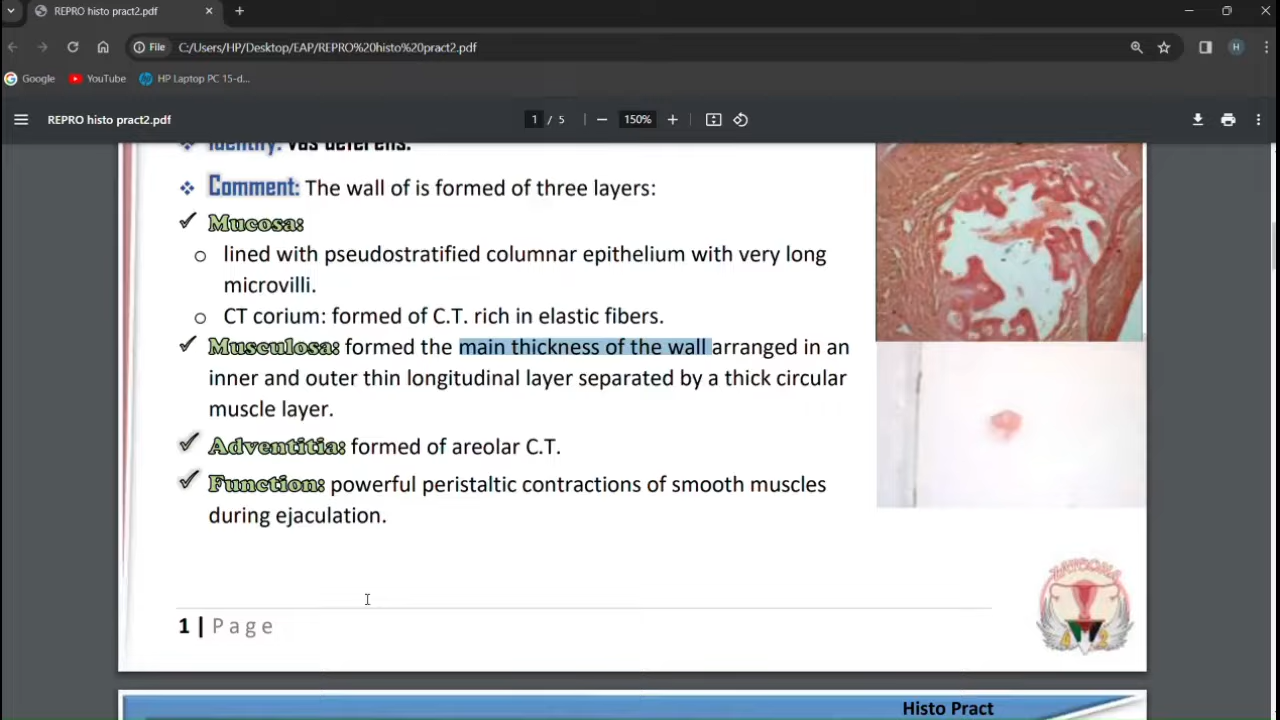 REPRO histo pract2.pdf
File C:/Users/HP/Desktop/EAP/REPRO%20histo%20pract2.pdf H
Google YouTube HP Laptop PC 15-d...
REPRO histo pract2.pdf 1 / 5 150%
Identify: vas deferens.
Comment: The wall of is formed of three layers:
Mucosa:
lined with pseudostratified columnar epithelium with very long
microvilli.
CT corium: formed of C.T. rich in elastic fibers.
Musculosa: formed the main thickness of the wall arranged in an
inner and outer thin longitudinal layer separated by a thick circular
muscle layer.
Adventitia: formed of areolar C.T.
Function: powerful peristaltic contractions of smooth muscles
during ejaculation.
1 | Page
Histo Pract